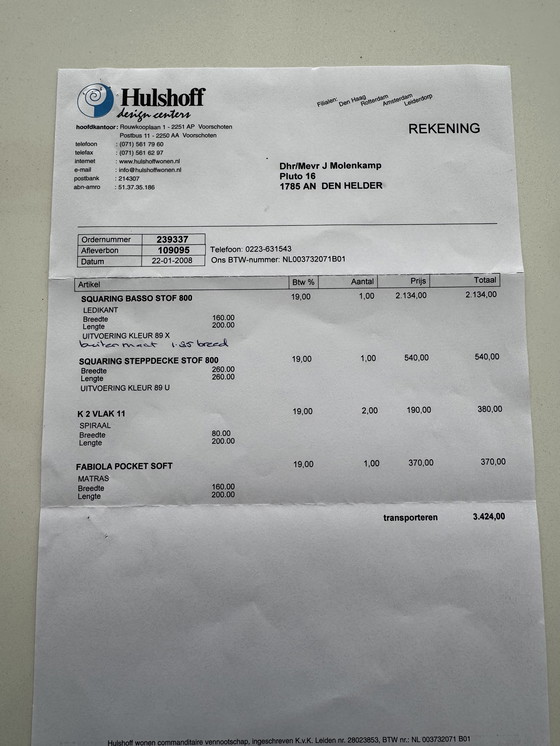 Hulshoff
design centers
Filialen: Den Haag Rotterdam Amsterdam Leiderdorp
hoofdkantoor: Rouwkooplaan 1 - 2251 AP Voorschoten
Postbus 11 - 2250 AA Voorschoten
telefoon : (071) 561 79 60
telefax : (071) 561 62 97
internet : www.hulshoffwonen.nl
e-mail : info@hulshoffwonen.nl
postbank : 214307
abn-amro : 51.37.35.186
REKENING
Dhr/Mevr J Molenkamp
Pluto 16
1785 AN DEN HELDER
Ordernummer 239337
Afleverbon 109095 Telefoon: 0223-631543
Datum 22-01-2008 Ons BTW-nummer: NL003732071B01
Artikel Btw % Aantal Prijs Totaal
SQUARING BASSO STOF 800 19,00 1,00 2.134,00 2.134,00
LEDIKANT
Breedte 160.00
Lengte 200.00
UITVOERING KLEUR 89 X
buitenmaat 1.85 breed
SQUARING STEPPDECKE STOF 800 19,00 1,00 540,00 540,00
Breedte 260.00
Lengte 260.00
UITVOERING KLEUR 89 U
K 2 VLAK 11 19,00 2,00 190,00 380,00
SPIRAAL
Breedte 80.00
Lengte 200.00
FABIOLA POCKET SOFT 19,00 1,00 370,00 370,00
MATRAS
Breedte 160.00
Lengte 200.00
transporteren 3.424,00
Hulshoff wonen commanditaire vennootschap, ingeschreven K.v.K. Leiden nr. 28023853, BTW nr.: NL 003732071 B01